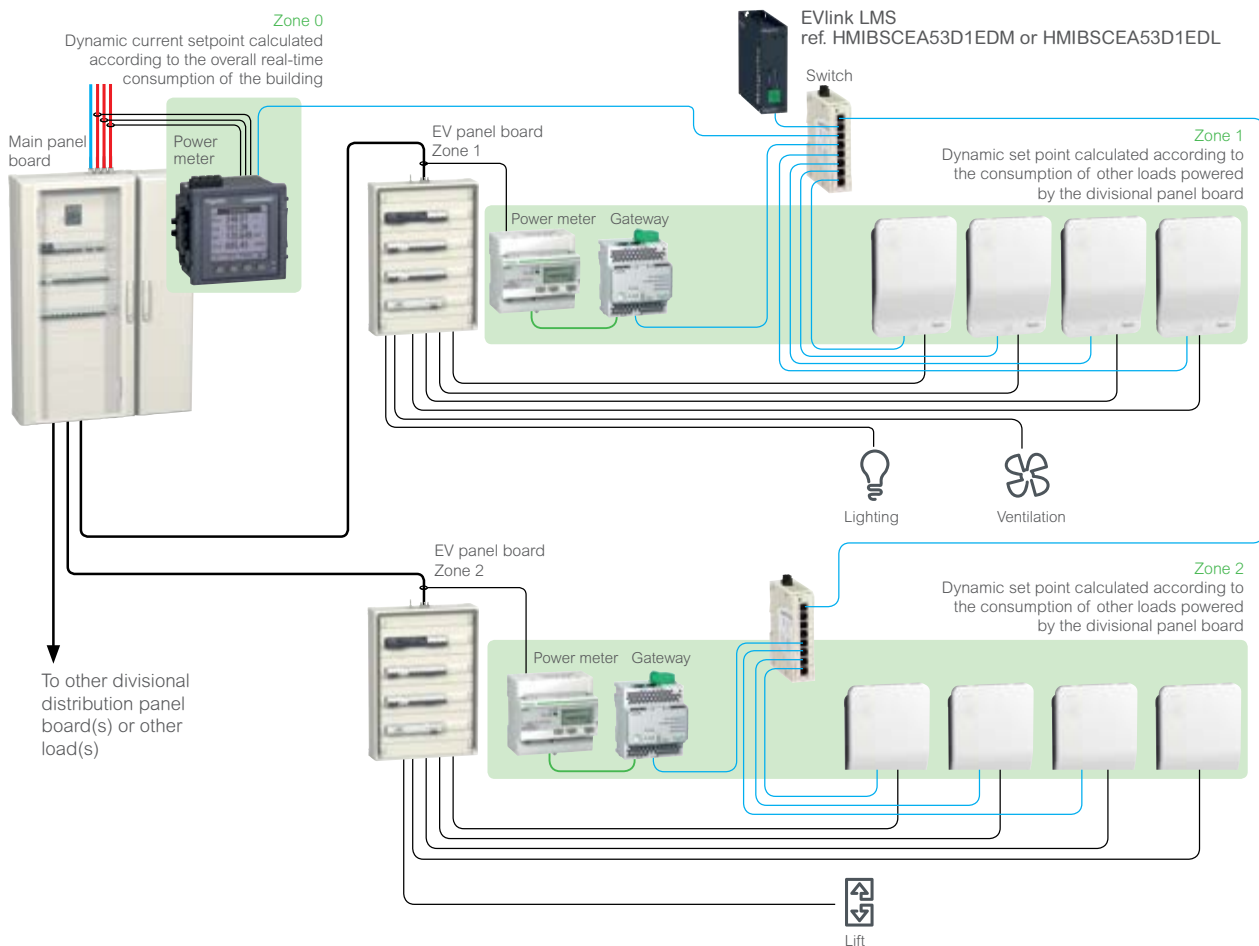 Zone 0
Dynamic current setpoint calculated
according to the overall real-time
consumption of the building
EVlink LMS
ref. HMIBSCEA53D1EDM or HMIBSCEA53D1EDL
Switch
Main panel
board
Power
meter
EV panel board
Zone 1
Zone 1
Dynamic set point calculated according to
the consumption of other loads powered
by the divisional panel board
Power meter
Gateway
Lighting
Ventilation
EV panel board
Zone 2
Zone 2
Dynamic set point calculated according to
the consumption of other loads powered
by the divisional panel board
Power meter
Gateway
To other divisional
distribution panel
board(s) or other
load(s)
Lift